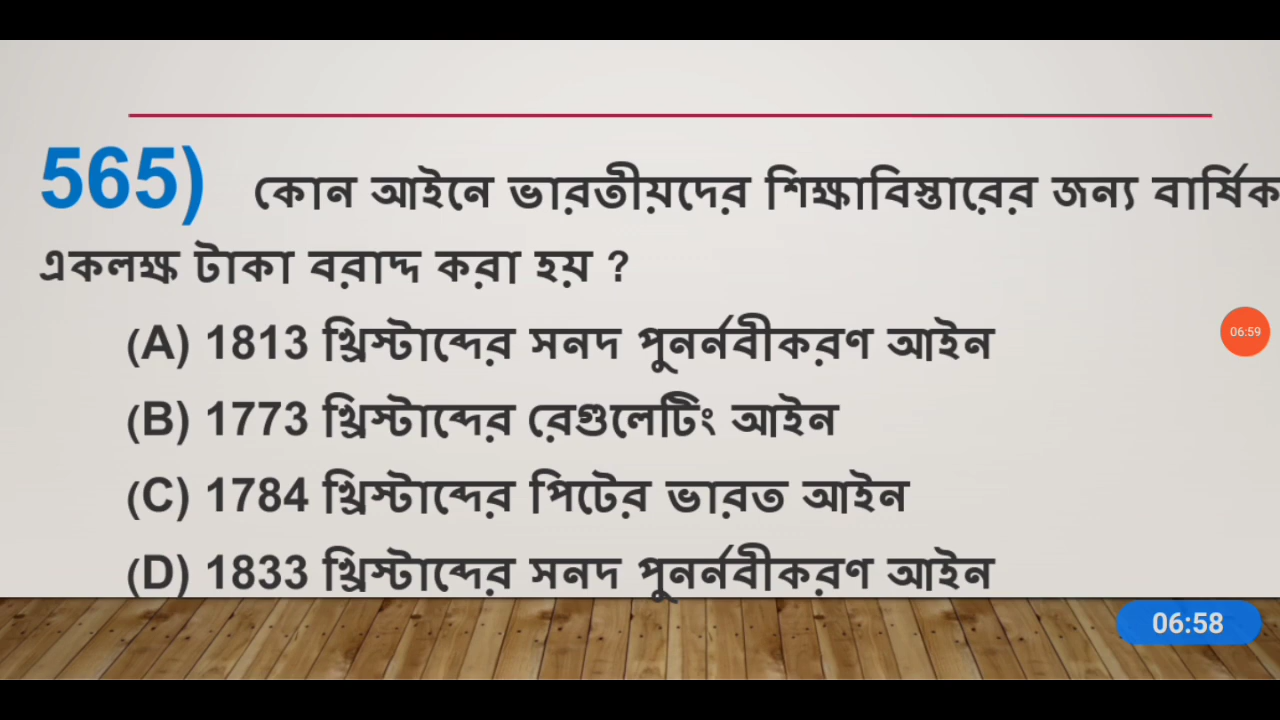 565) কোন আইনে ভারতীয়দের শিক্ষাবিস্তারের জন্য বার্ষিক
একলক্ষ টাকা বরাদ্দ করা হয় ?
(A) 1813 খ্রিস্টাব্দের সনদ পুনর্নবীকরণ আইন
06:59
(B) 1773 খ্রিস্টাব্দের রেগুলেটিং আইন
(C) 1784 খ্রিস্টাব্দের পিটের ভারত আইন
(D) 1833 খ্রিস্টাব্দের সনদ পুনর্নবীকরণ আইন
06:58